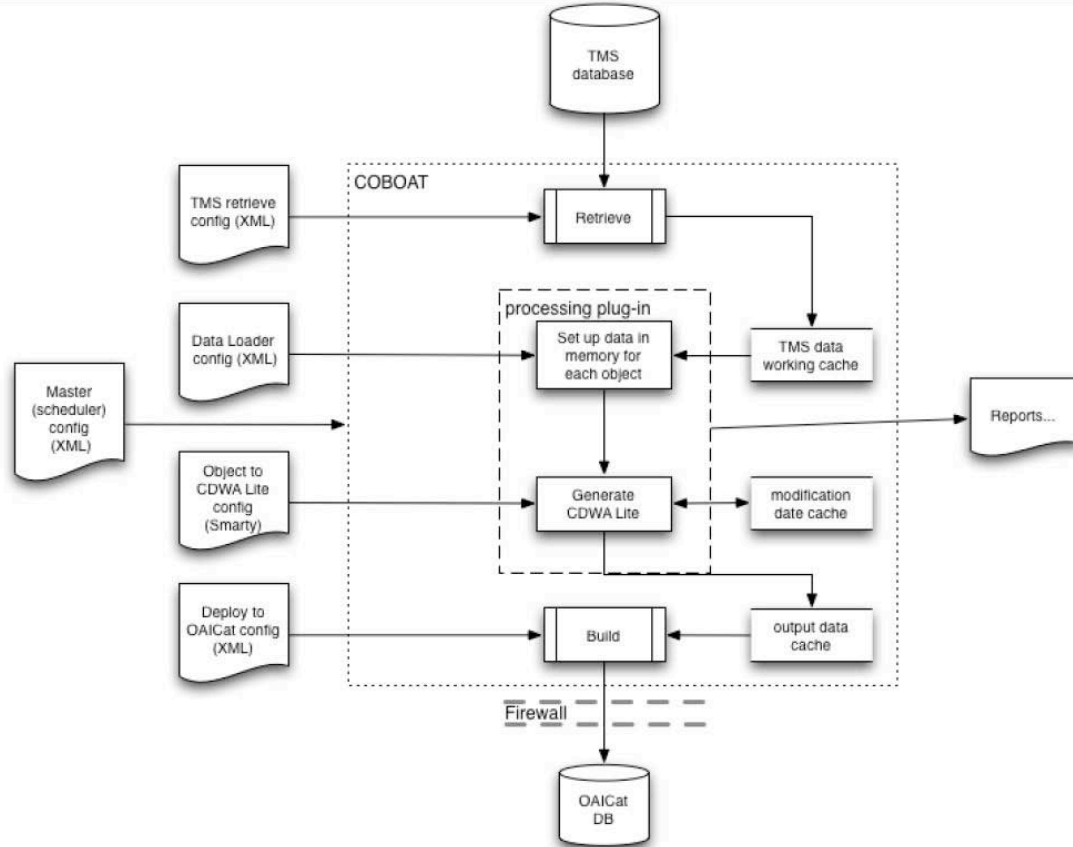 TMS
database
COBOAT
TMS retrieve
config (XML)
Retrieve
processing plug-in
Data Loader
config (XML)
Set up data in
memory for
each object
TMS data
working cache
Master
(scheduler)
config
(XML)
Reports...
Object to
CDWA Lite
config
(Smarty)
Generate
CDWA Lite
modification
date cache
Deploy to
OAICat config
(XML)
Build
output data
cache
Firewall
OAICat
DB